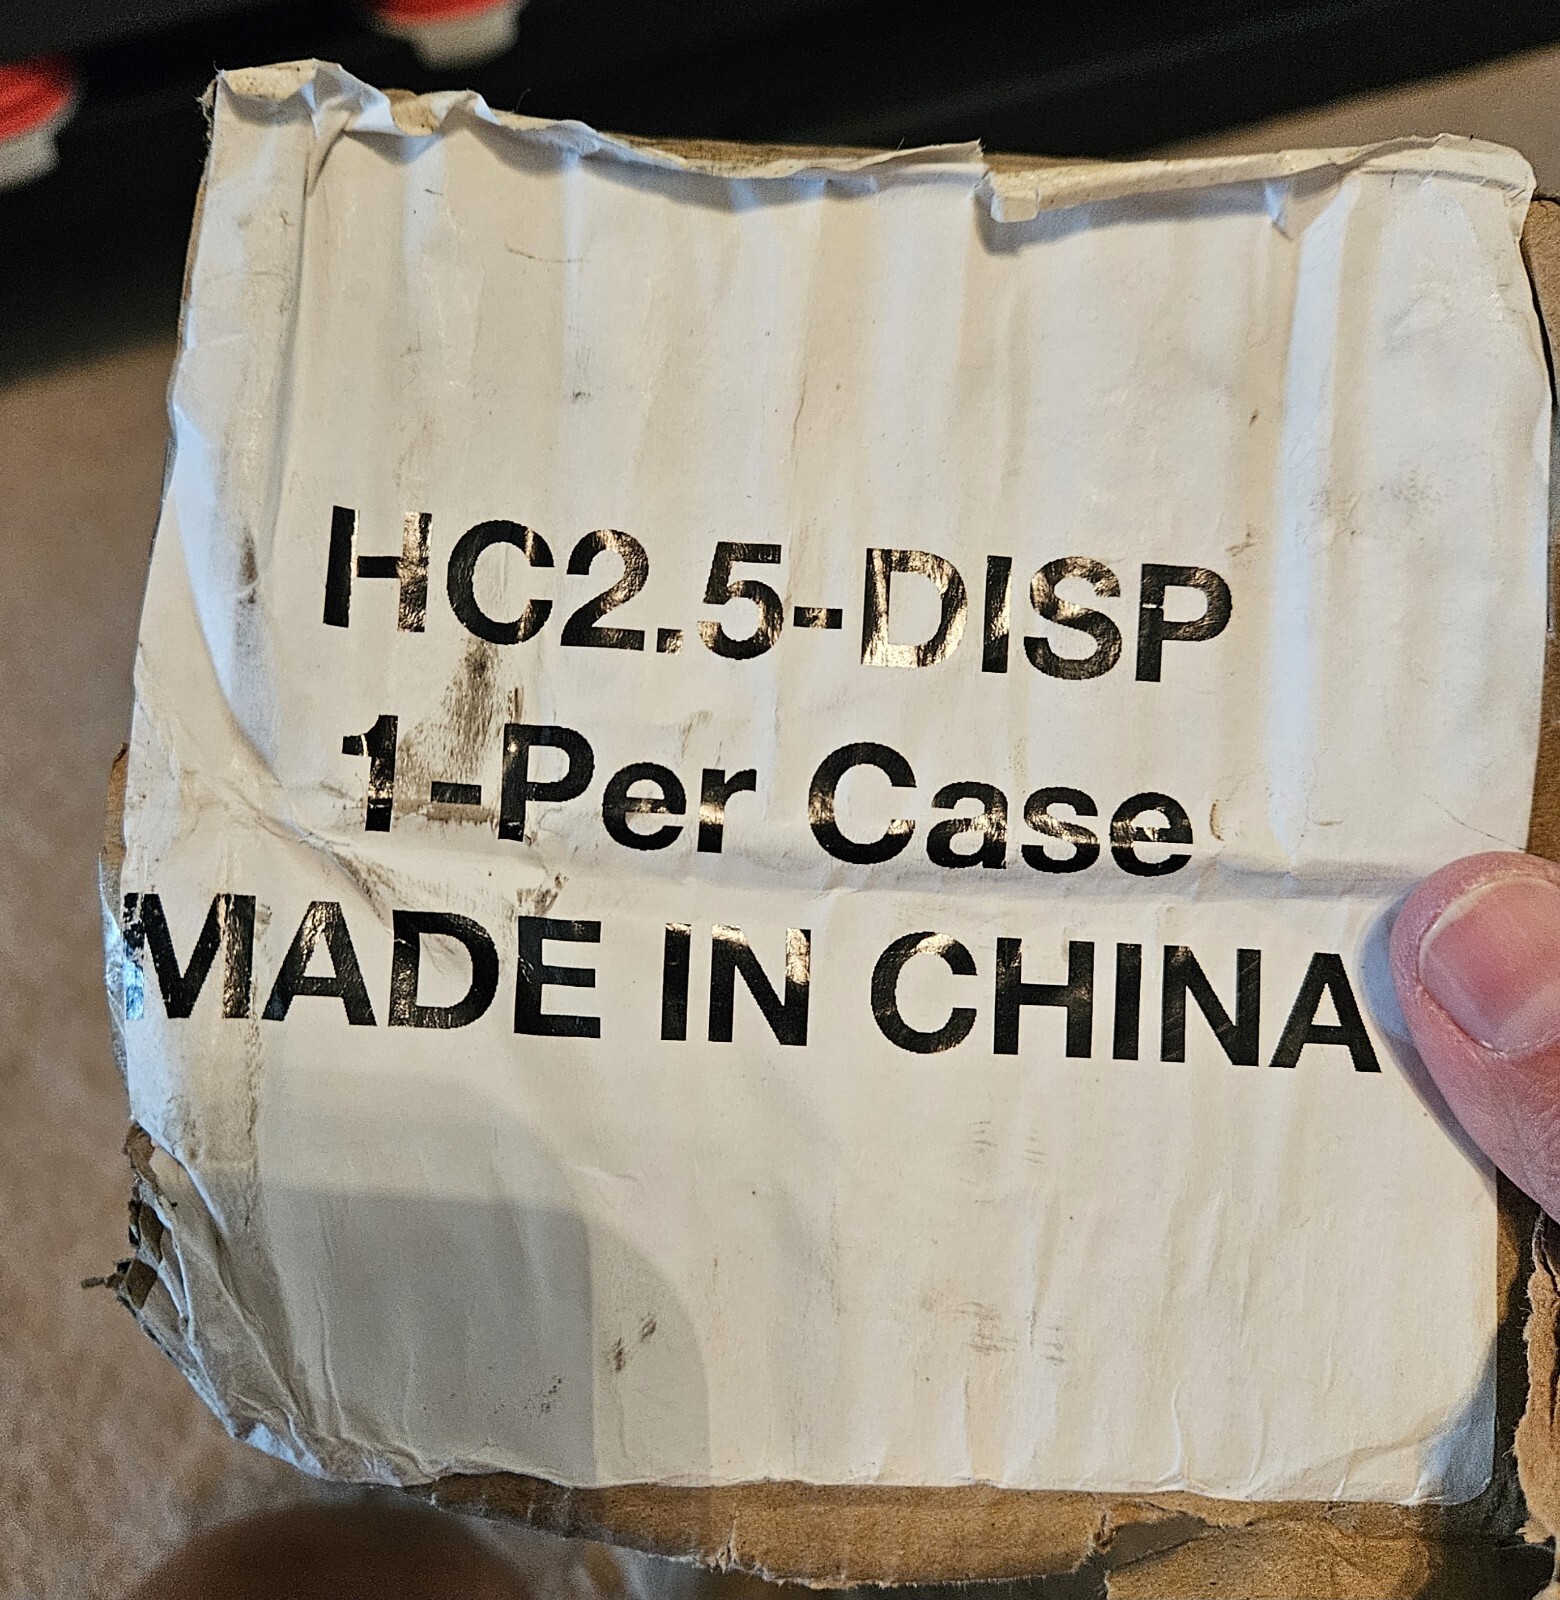 HC2.5-DISP
1-Per Case
MADE IN CHINA